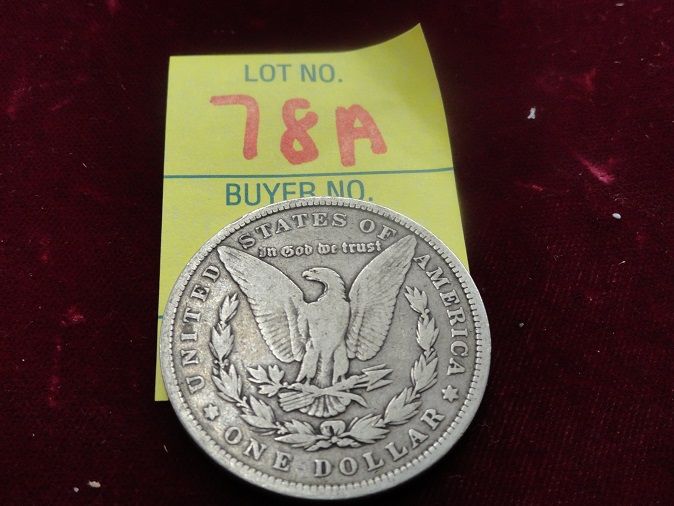 LOT NO.
78A
BUYER NO.
UNITED STATES OF AMERICA
In God we trust
ONE DOLLAR